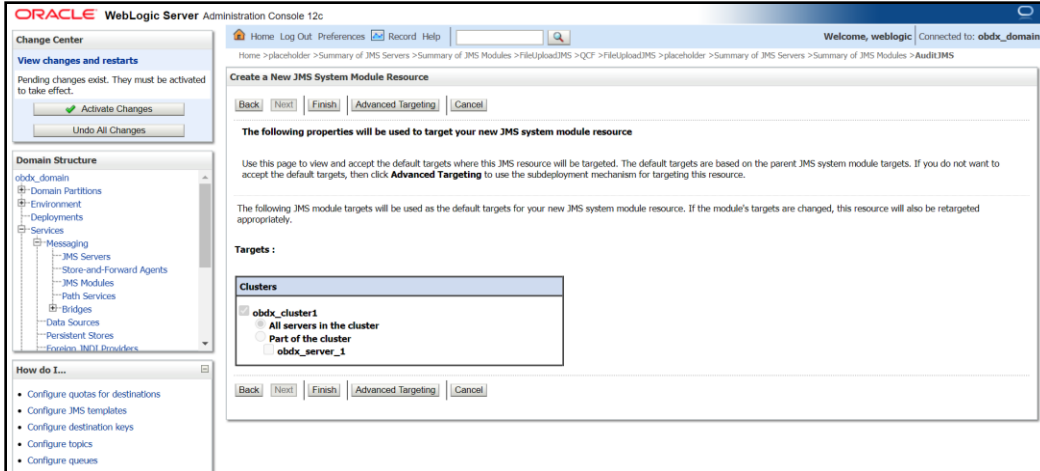 ORACLE WebLogic Server Administration Console 12c
Change Center
View changes and restarts
Pending changes exist. They must be activated
to take effect.
Activate Changes
Undo All Changes
Domain Structure
obdx_domain
Domain Partitions
Environment
Deployments
Services
Messaging
JMS Servers
Store-and-Forward Agents
JMS Modules
Path Services
Bridges
Data Sources
Persistent Stores
Foreign JNDI Providers
How do I...
Configure quotas for destinations
Configure JMS templates
Configure destination keys
Configure topics
Configure queues
Home Log Out Preferences Record Help
Welcome, weblogic Connected to: obdx_domain
Home >placeholder >Summary of JMS Servers >Summary of JMS Modules >FileUploadJMS >QCF >FileUploadJMS >placeholder >Summary of JMS Servers >Summary of JMS Modules >AuditJMS
Create a New JMS System Module Resource
Back Next Finish Advanced Targeting Cancel
The following properties will be used to target your new JMS system module resource
Use this page to view and accept the default targets where this JMS resource will be targeted. The default targets are based on the parent JMS system module targets. If you do not want to
accept the default targets, then click Advanced Targeting to use the subdeployment mechanism for targeting this resource.
The following JMS module targets will be used as the default targets for your new JMS system module resource. If the module's targets are changed, this resource will also be retargeted
appropriately.
Targets :
Clusters
obdx_cluster1
All servers in the cluster
Part of the cluster
obdx_server_1
Back Next Finish Advanced Targeting Cancel